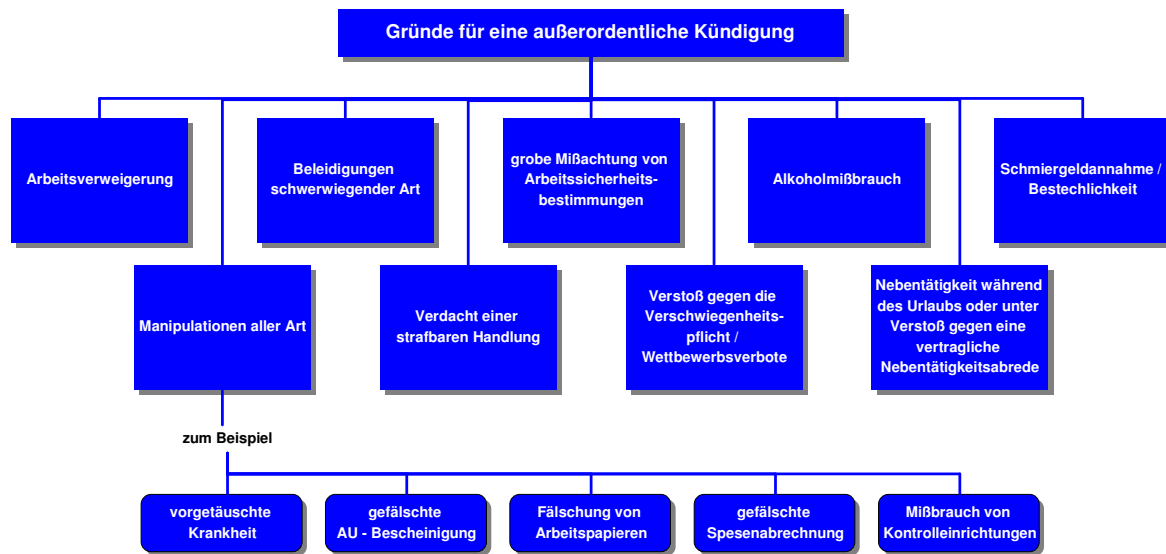 Gründe für eine außerordentliche Kündigung
Arbeitsverweigerung
Beleidigungen
schwerwiegender Art
grobe Mißachtung von
Arbeitssicherheits-
bestimmungen
Alkoholmißbrauch
Schmiergeldannahme /
Bestechlichkeit
Manipulationen aller Art
Verdacht einer
strafbaren Handlung
Verstoß gegen die
Verschwiegenheits-
pflicht /
Wettbewerbsverbote
Nebentätigkeit während
des Urlaubs oder unter
Verstoß gegen eine
vertragliche
Nebentätigkeitsabrede
zum Beispiel
vorgetäuschte
Krankheit
gefälschte
AU - Bescheinigung
Fälschung von
Arbeitspapieren
gefälschte
Spesenabrechnung
Mißbrauch von
Kontrolleinrichtungen